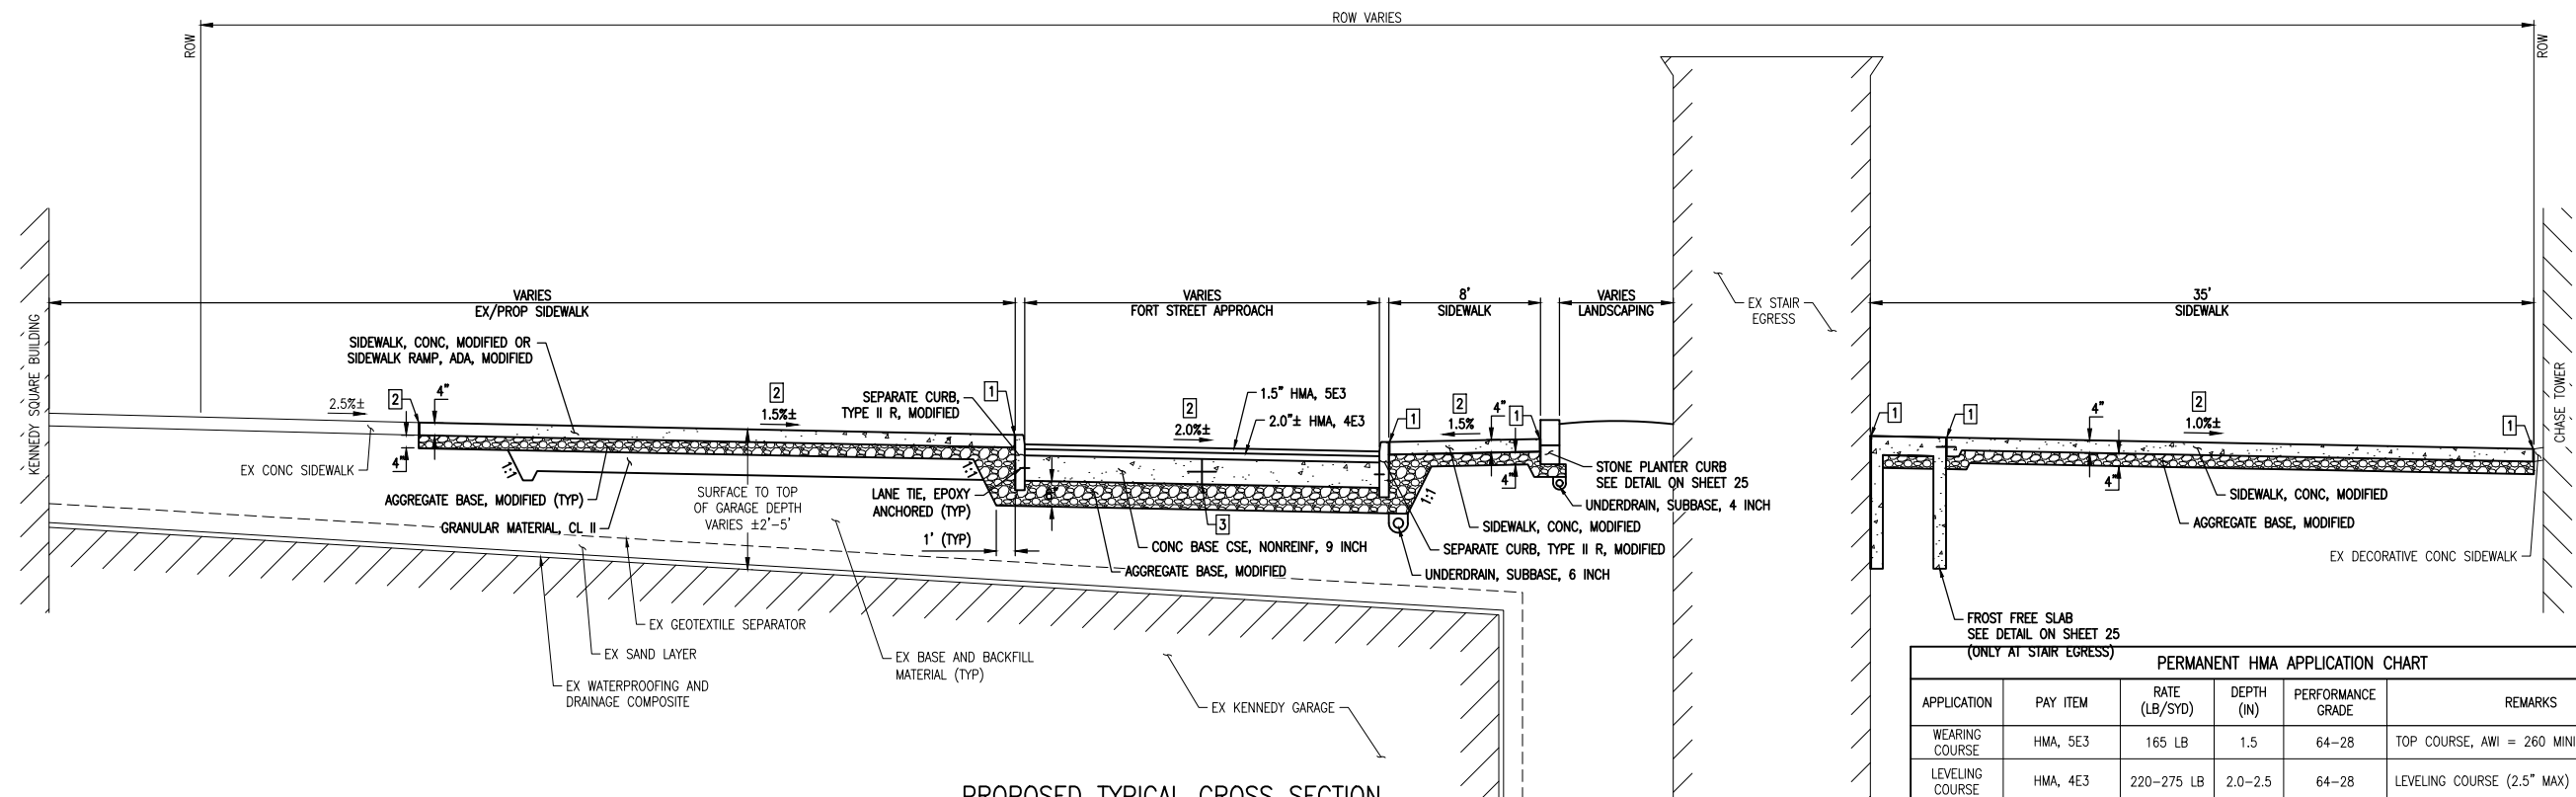 ROW VARIES
ROW
ROW
VARIES
EX/PROP SIDEWALK
VARIES
FORT STREET APPROACH
8'
SIDEWALK
VARIES
LANDSCAPING
EX STAIR
EGRESS
35'
SIDEWALK
KENNEDY SQUARE BUILDING
CHASE TOWER
SIDEWALK, CONC, MODIFIED OR
SIDEWALK RAMP, ADA, MODIFIED
2.5%±
2
4"
4"
2
1.5%±
SEPARATE CURB,
TYPE II R, MODIFIED
1
2
2.0%±
1.5" HMA, 5E3
2.0"± HMA, 4E3
1
2
1.5%
4"
1
4"
1
1
4"
2
1.0%±
1
4"
EX CONC SIDEWALK
1:1
1:1
1:1
AGGREGATE BASE, MODIFIED (TYP)
GRANULAR MATERIAL, CL II
SURFACE TO TOP
OF GARAGE DEPTH
VARIES ±2'-5'
LANE TIE, EPOXY
ANCHORED (TYP)
1' (TYP)
3
CONC BASE CSE, NONREINF, 9 INCH
AGGREGATE BASE, MODIFIED
STONE PLANTER CURB
SEE DETAIL ON SHEET 25
UNDERDRAIN, SUBBASE, 4 INCH
SIDEWALK, CONC, MODIFIED
SEPARATE CURB, TYPE II R, MODIFIED
UNDERDRAIN, SUBBASE, 6 INCH
SIDEWALK, CONC, MODIFIED
AGGREGATE BASE, MODIFIED
EX DECORATIVE CONC SIDEWALK
EX GEOTEXTILE SEPARATOR
EX SAND LAYER
EX WATERPROOFING AND
DRAINAGE COMPOSITE
EX BASE AND BACKFILL
MATERIAL (TYP)
EX KENNEDY GARAGE
FROST FREE SLAB
SEE DETAIL ON SHEET 25
(ONLY AT STAIR EGRESS)
PROPOSED TYPICAL CROSS SECTION
PERMANENT HMA APPLICATION CHART
APPLICATION PAY ITEM RATE (LB/SYD) DEPTH (IN) PERFORMANCE GRADE REMARKS
WEARING COURSE HMA, 5E3 165 LB 1.5 64-28 TOP COURSE, AWI = 260 MINI
LEVELING COURSE HMA, 4E3 220-275 LB 2.0-2.5 64-28 LEVELING COURSE (2.5" MAX)